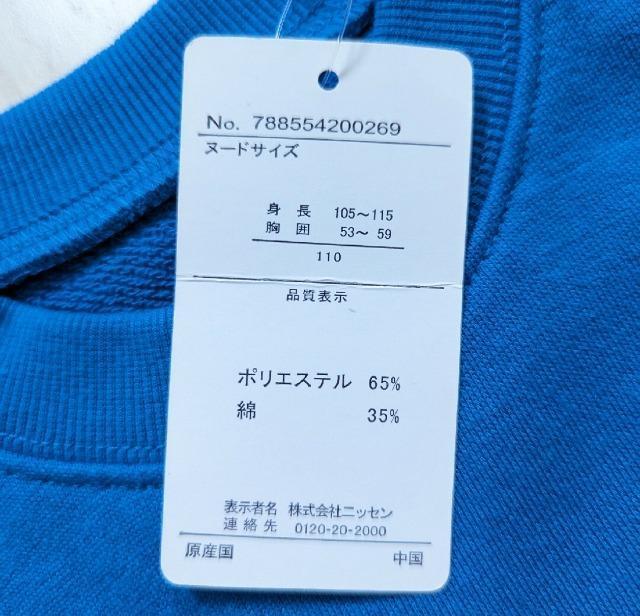 No. 788554200269
ヌードサイズ
身 長 105～115
胸 囲 53～ 59
110
品質表示
ポリエステル 65%
綿 35%
表示者名 株式会社ニッセン
連 絡 先 0120-20-2000
原産国 中国